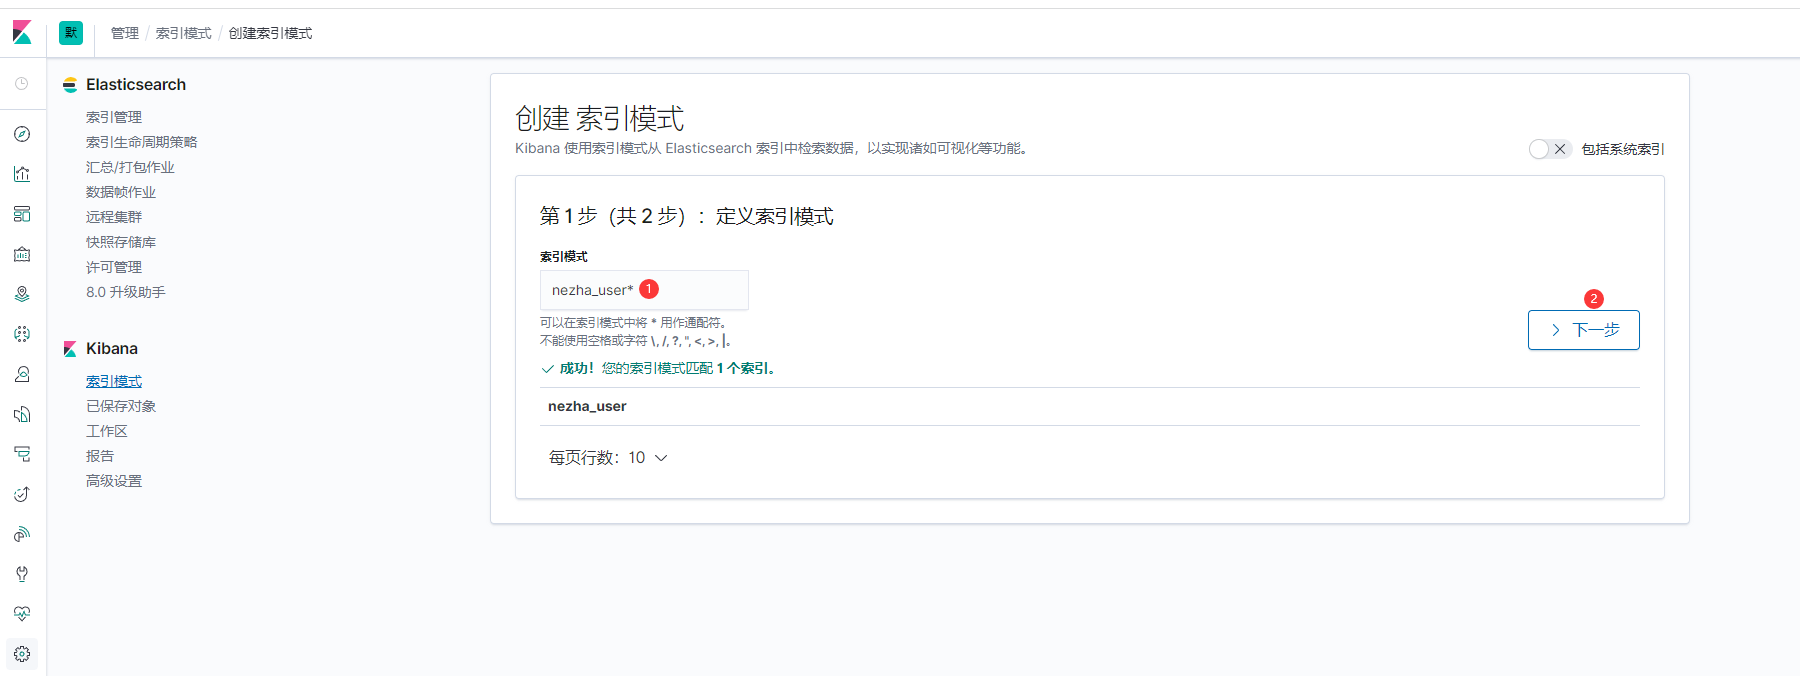 默 管理 / 索引模式 / 创建索引模式
Elasticsearch
索引管理
索引生命周期策略
汇总/打包作业
数据帧作业
远程集群
快照存储库
许可管理
8.0 升级助手
Kibana
索引模式
已保存对象
工作区
报告
高级设置
创建 索引模式
Kibana 使用索引模式从 Elasticsearch 索引中检索数据，以实现诸如可视化等功能。
包括系统索引
第 1 步（共 2 步）：定义索引模式
索引模式
nezha_user* 1
可以在索引模式中将 * 用作通配符。
不能使用空格或字符 \, /, ?, ", <, >, |。
2
下一步
成功！您的索引模式匹配 1 个索引。
nezha_user
每页行数：10